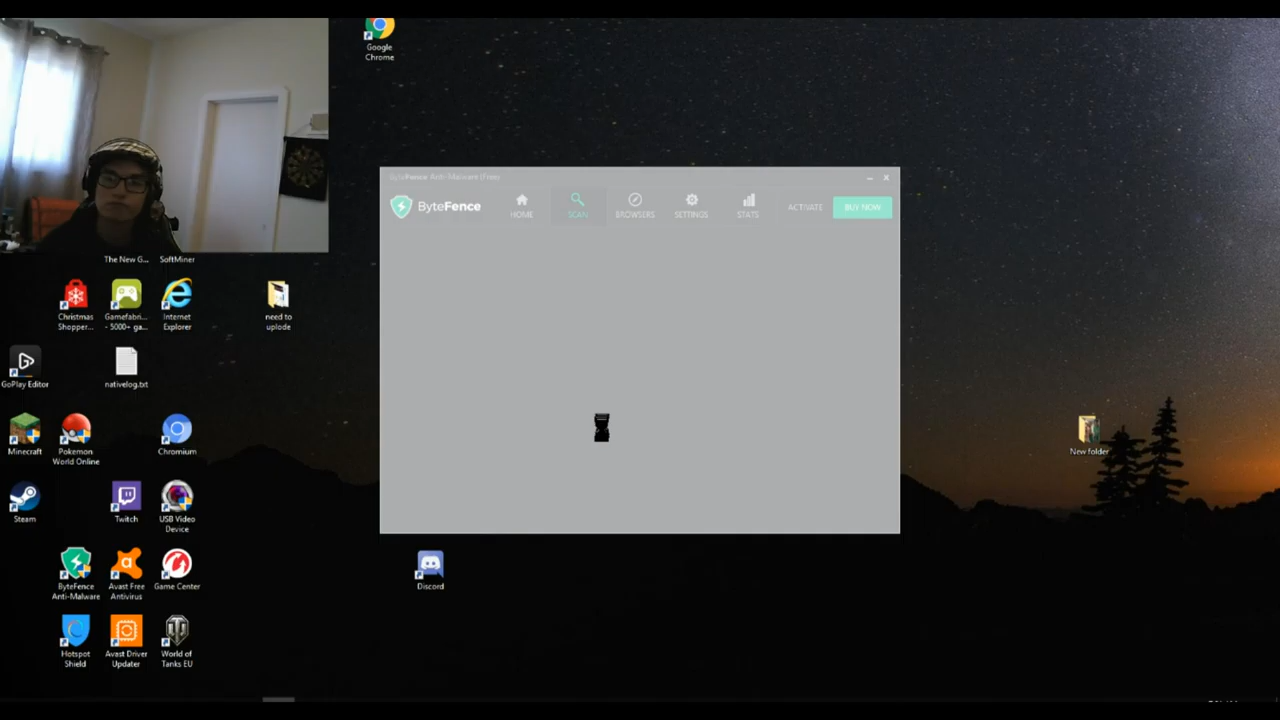 Google
Chrome
ByteFence Anti-Malware (Free)
ByteFence
HOME
SCAN
BROWSERS
SETTINGS
STATS
ACTIVATE
BUY NOW
The New G...
SoftMiner
Christmas
Shopper...
Gamefabri...
- 5000+ ga...
Internet
Explorer
need to
uplode
GoPlay Editor
nativelog.txt
Minecraft
Pokemon
World Online
Chromium
New folder
Steam
Twitch
USB Video
Device
ByteFence
Anti-Malware
Avast Free
Antivirus
Game Center
Discord
Hotspot
Shield
Avast Driver
Updater
World of
Tanks EU